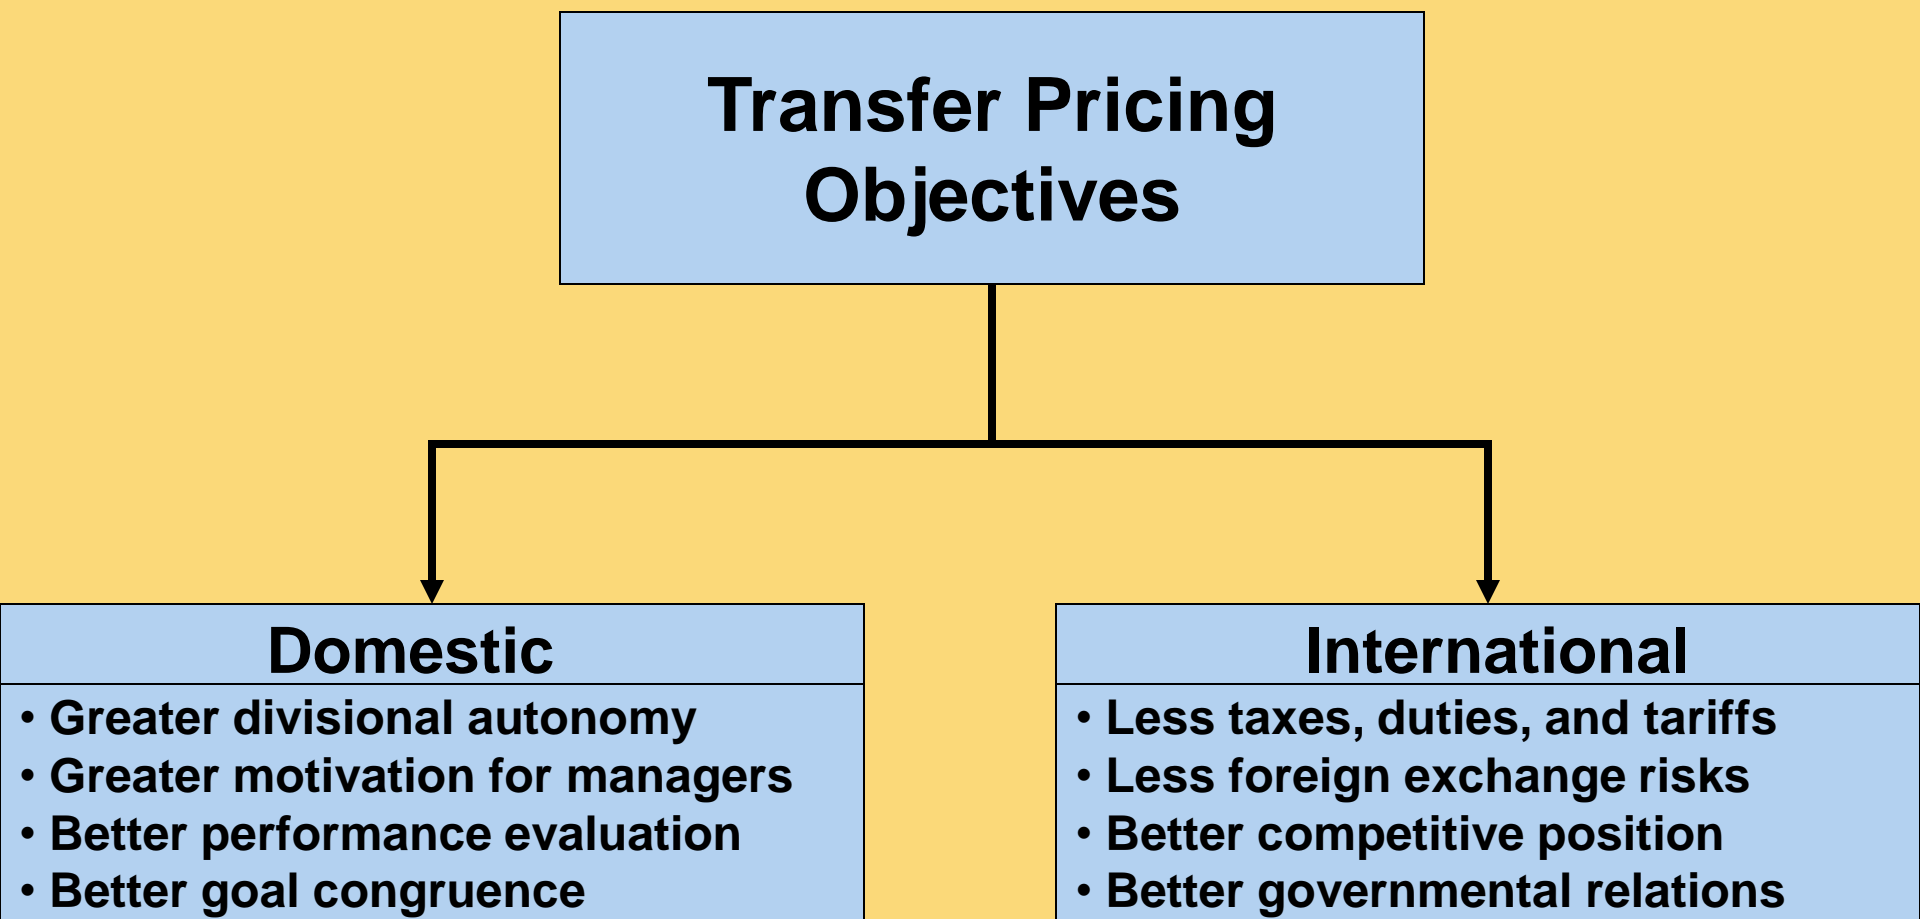 Transfer Pricing
Objectives
Domestic
• Greater divisional autonomy
• Greater motivation for managers
• Better performance evaluation
• Better goal congruence
International
• Less taxes, duties, and tariffs
• Less foreign exchange risks
• Better competitive position
• Better governmental relations